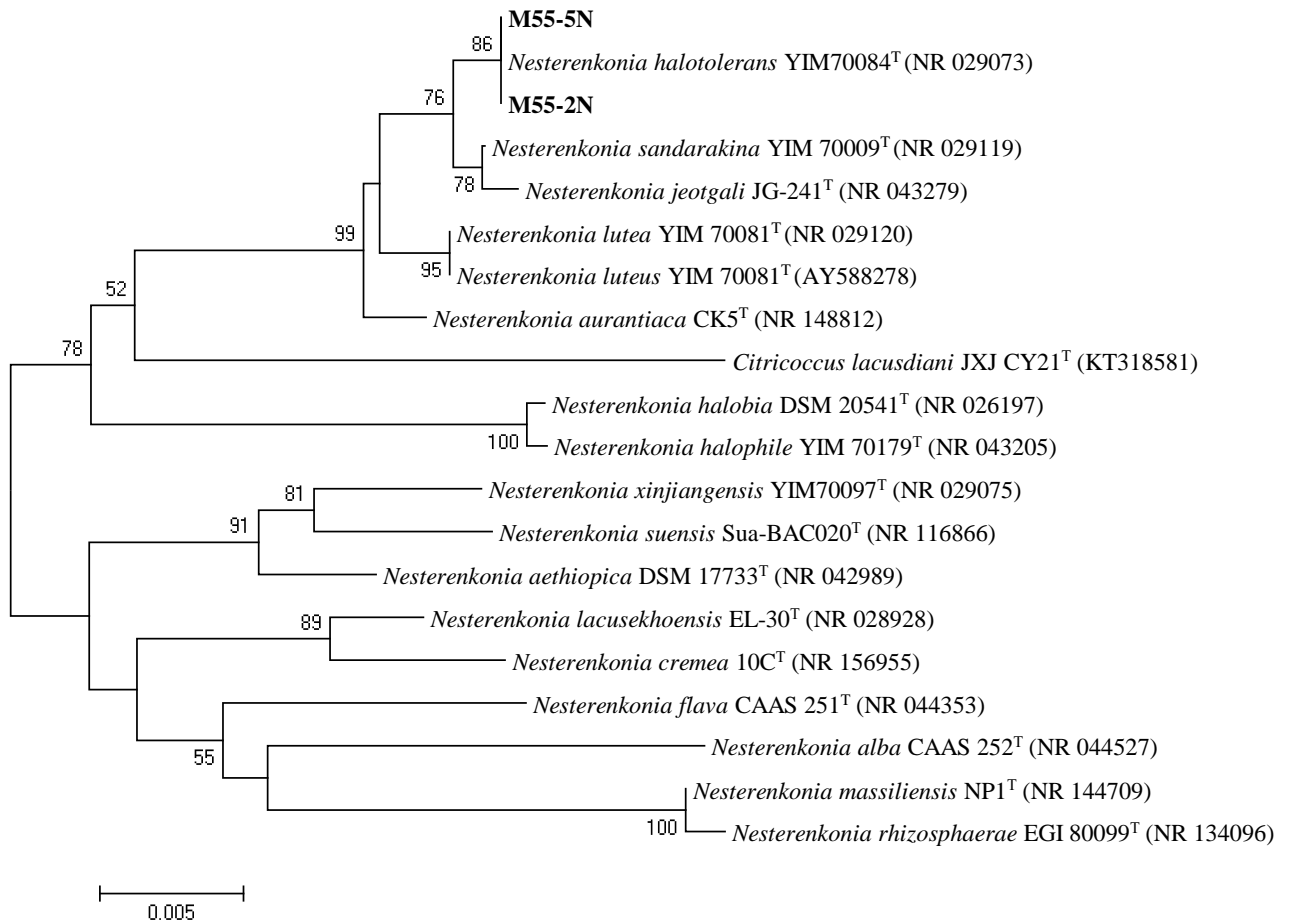 M55-5N
86
Nesterenkonia halotolerans YIM70084T (NR 029073)
76
M55-2N
Nesterenkonia sandarakina YIM 70009T (NR 029119)
78
Nesterenkonia jeotgali JG-241T (NR 043279)
99
Nesterenkonia lutea YIM 70081T (NR 029120)
95
Nesterenkonia luteus YIM 70081T (AY588278)
52
Nesterenkonia aurantiaca CK5T (NR 148812)
78
Citricoccus lacusdiani JXJ CY21T (KT318581)
Nesterenkonia halobia DSM 20541T (NR 026197)
100
Nesterenkonia halophile YIM 70179T (NR 043205)
81
Nesterenkonia xinjiangensis YIM70097T (NR 029075)
91
Nesterenkonia suensis Sua-BAC020T (NR 116866)
Nesterenkonia aethiopica DSM 17733T (NR 042989)
89
Nesterenkonia lacusekhoensis EL-30T (NR 028928)
Nesterenkonia cremea 10CT (NR 156955)
Nesterenkonia flava CAAS 251T (NR 044353)
55
Nesterenkonia alba CAAS 252T (NR 044527)
Nesterenkonia massiliensis NP1T (NR 144709)
100
Nesterenkonia rhizosphaerae EGI 80099T (NR 134096)
0.005